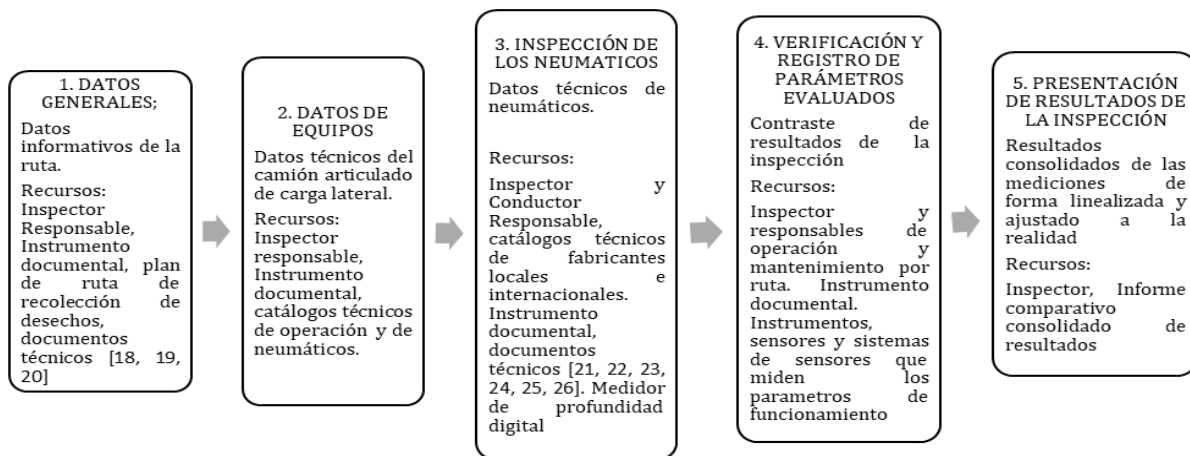 1. DATOS
GENERALES;
Datos
informativos de la
ruta.
Recursos:
Inspector
Responsable,
Instrumento
documental, plan
de ruta de
recolección de
desechos,
documentos
técnicos [18, 19,
20]
2. DATOS DE
EQUIPOS
Datos técnicos del
camión articulado
de carga lateral.
Recursos:
Inspector
responsable,
Instrumento
documental,
catálogos técnicos
de operación y de
neumáticos.
3. INSPECCIÓN DE
LOS NEUMATICOS
Datos técnicos de
neumáticos.
Recursos:
Inspector y
Conductor
Responsable,
catálogos técnicos
de fabricantes
locales e
internacionales.
Instrumento
documental,
documentos
técnicos [21, 22, 23,
24, 25, 26]. Medidor
de profundidad
digital
4. VERIFICACIÓN Y
REGISTRO DE
PARÁMETROS
EVALUADOS
Contraste de
resultados de la
inspección
Recursos:
Inspector y
responsables de
operación y
mantenimiento por
ruta. Instrumento
documental.
Instrumentos,
sensores y sistemas
de sensores que
miden los
parametros de
funcionamiento
5. PRESENTACIÓN
DE RESULTADOS DE
LA INSPECCIÓN
Resultados
consolidados de las
mediciones de
forma linealizada y
ajustado a la
realidad
Recursos:
Inspector, Informe
comparativo
consolidado de
resultados